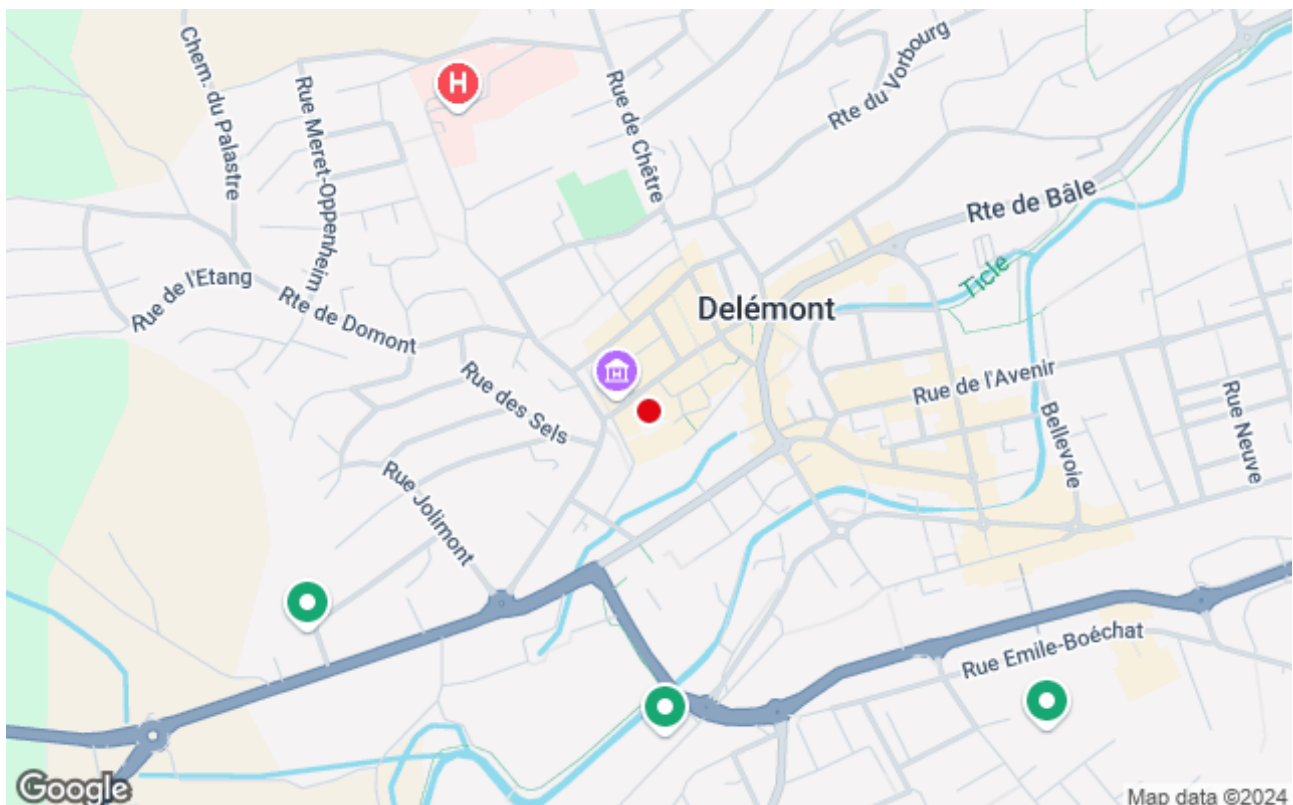 Chem. du Palastre
Rue Meret-Oppenheim
H
Rue de Chêtre
Rte du Vorbourg
Rte de Bâle
Ticle
Rue de l'Etang
Rte de Domont
Delémont
Rue des Sels
Rue de l'Avenir
Bellevoie
Rue Neuve
Rue Jolimont
Rue Emile-Boéchat
Google
Map data ©2024